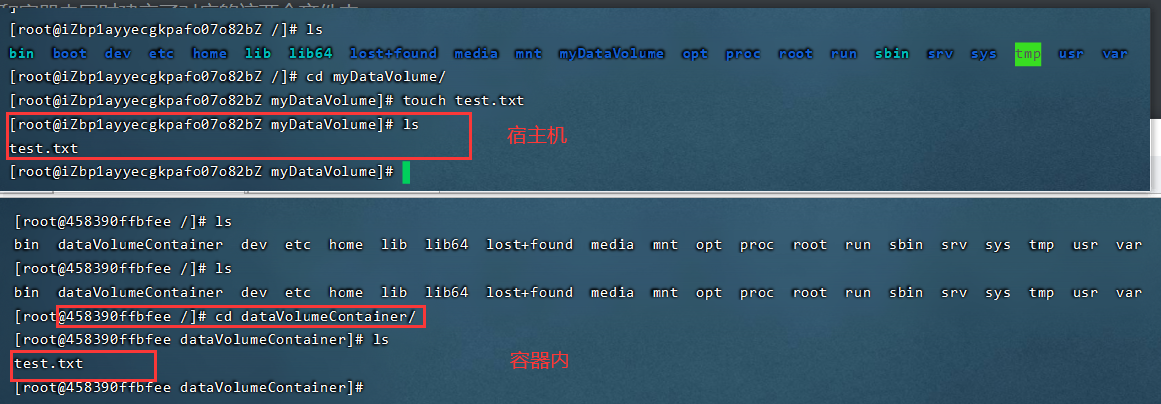 [root@iZbp1ayyecgkpafo07o82bZ /]# ls
bin boot dev etc home lib lib64 lost+found media mnt myDataVolume opt proc root run sbin srv sys tmp usr var
[root@iZbp1ayyecgkpafo07o82bZ /]# cd myDataVolume/
[root@iZbp1ayyecgkpafo07o82bZ myDataVolume]# touch test.txt
[root@iZbp1ayyecgkpafo07o82bZ myDataVolume]# ls
宿主机
test.txt
[root@iZbp1ayyecgkpafo07o82bZ myDataVolume]#
[root@458390ffbfee /]# ls
bin dataVolumeContainer dev etc home lib lib64 lost+found media mnt opt proc root run sbin srv sys tmp usr var
[root@458390ffbfee /]# ls
bin dataVolumeContainer dev etc home lib lib64 lost+found media mnt opt proc root run sbin srv sys tmp usr var
[root@458390ffbfee /]# cd dataVolumeContainer/
[root@458390ffbfee dataVolumeContainer]# ls
test.txt
容器内
[root@458390ffbfee dataVolumeContainer]#